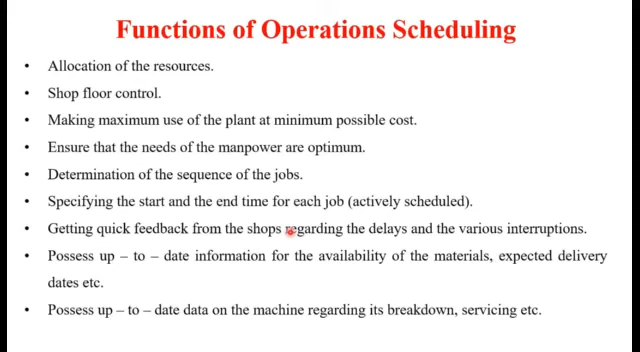 Functions of Operations Scheduling
• Allocation of the resources.
• Shop floor control.
• Making maximum use of the plant at minimum possible cost.
• Ensure that the needs of the manpower are optimum.
• Determination of the sequence of the jobs.
• Specifying the start and the end time for each job (actively scheduled).
• Getting quick feedback from the shops regarding the delays and the various interruptions.
• Possess up – to – date information for the availability of the materials, expected delivery
dates etc.
• Possess up – to – date data on the machine regarding its breakdown, servicing etc.